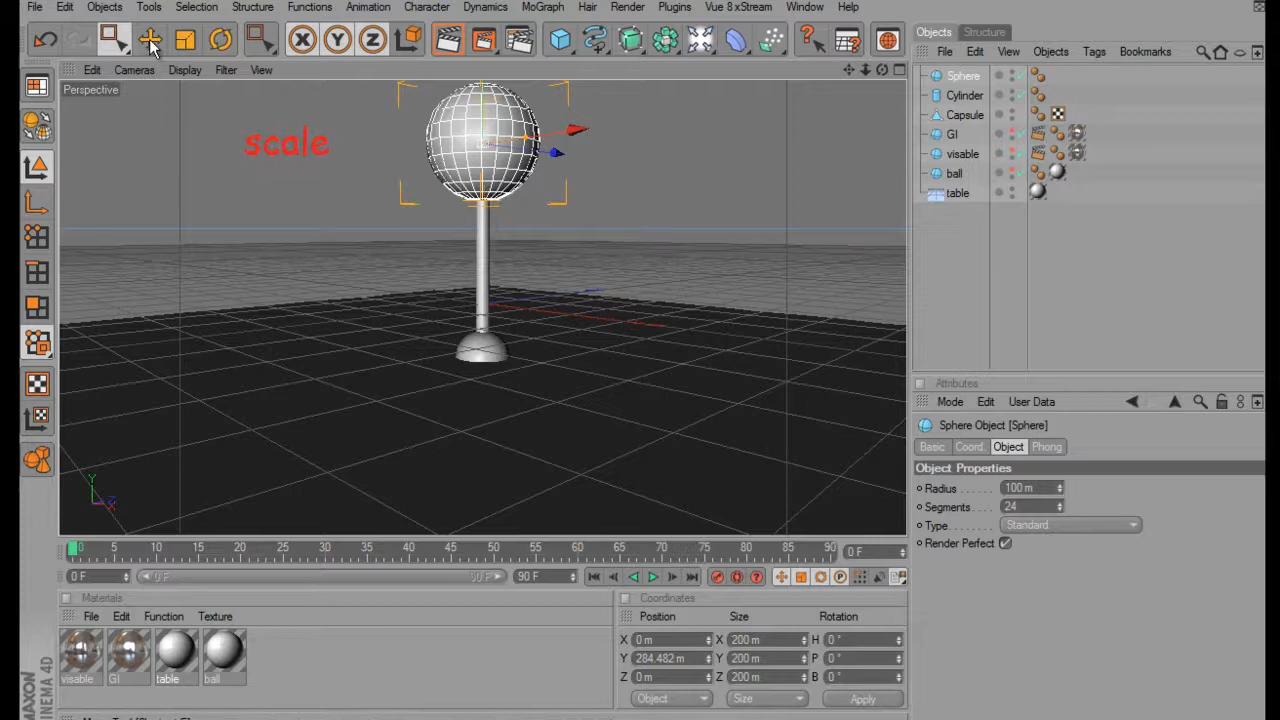 File Edit Objects Tools Selection Structure Functions Animation Character Dynamics MoGraph Hair Render Plugins Vue 8 xStream Window Help
Objects Structure
File Edit View Objects Tags Bookmarks
Edit Cameras Display Filter View
Perspective
scale
Sphere
Cylinder
Capsule
GI
visable
ball
table
Attributes
Mode Edit User Data
Sphere Object [Sphere]
Basic Coord. Object Phong
Object Properties
Radius 100 m
Segments 24
Type Standard
Render Perfect
Y
0 5 10 15 20 25 30 35 40 45 50 55 60 65 70 75 80 85 90 0 F
0 F 0 F 90 F 90 F
Materials
File Edit Function Texture
visable GI table ball
Coordinates
Position Size Rotation
X 0 m X 200 m H 0 °
Y 284.482 m Y 200 m P 0 °
Z 0 m Z 200 m B 0 °
Object Size Apply
MAXON
CINEMA 4D